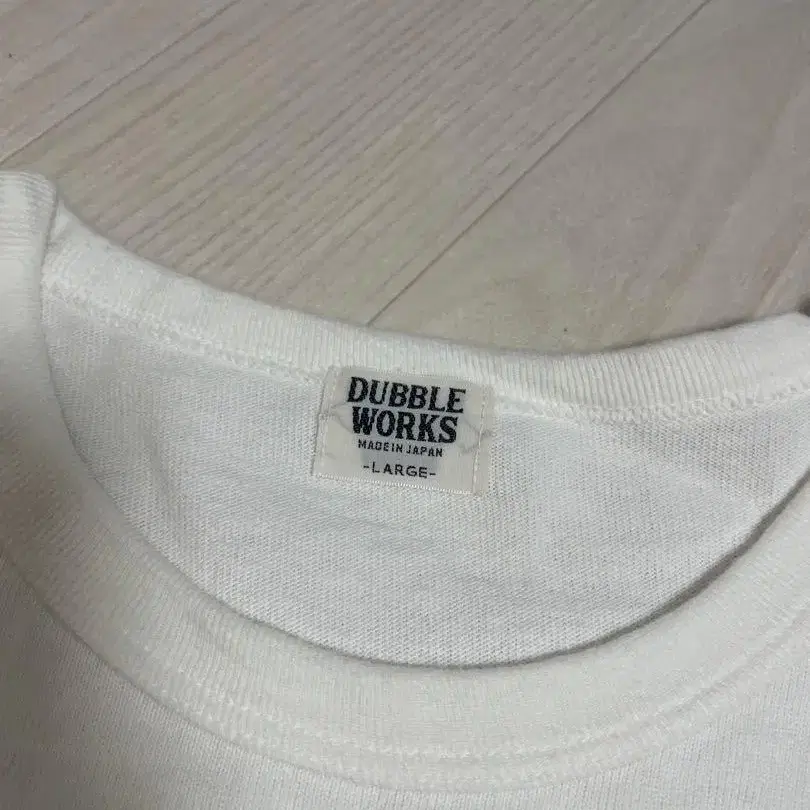 DUBBLE
WORKS
MADE IN JAPAN
-LARGE-